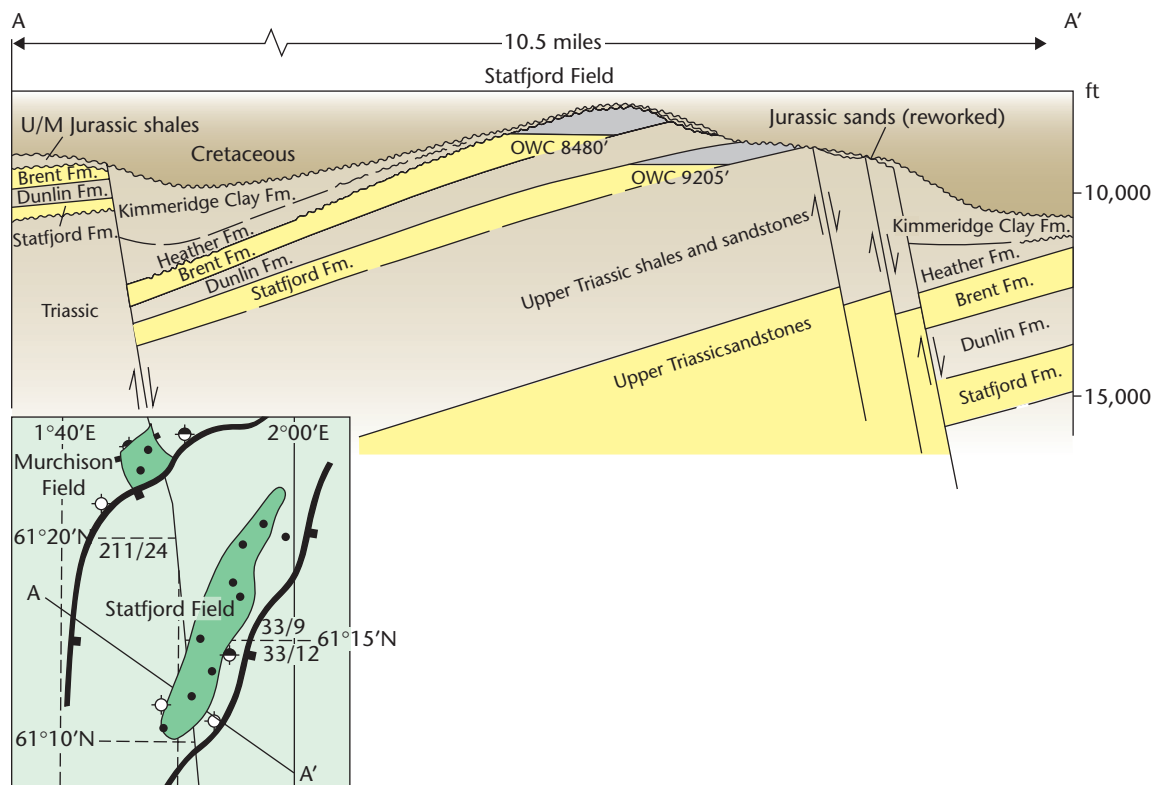 A
A′
10.5 miles
Statfjord Field
ft
U/M Jurassic shales
Jurassic sands (reworked)
Cretaceous
OWC 8480′
Brent Fm.
Dunlin Fm.
OWC 9205′
10,000
Kimmeridge Clay Fm.
Statfjord Fm.
Kimmeridge Clay Fm.
Heather Fm.
Brent Fm.
Dunlin Fm.
Statfjord Fm.
Upper Triassic shales and sandstones
Heather Fm.
Brent Fm.
Triassic
Dunlin Fm.
Upper Triassicsandstones
Statfjord Fm.
15,000
1°40′E
2°00′E
Murchison
Field
61°20′N
211/24
A
Statfjord Field
33/9
61°15′N
33/12
61°10′N
A′